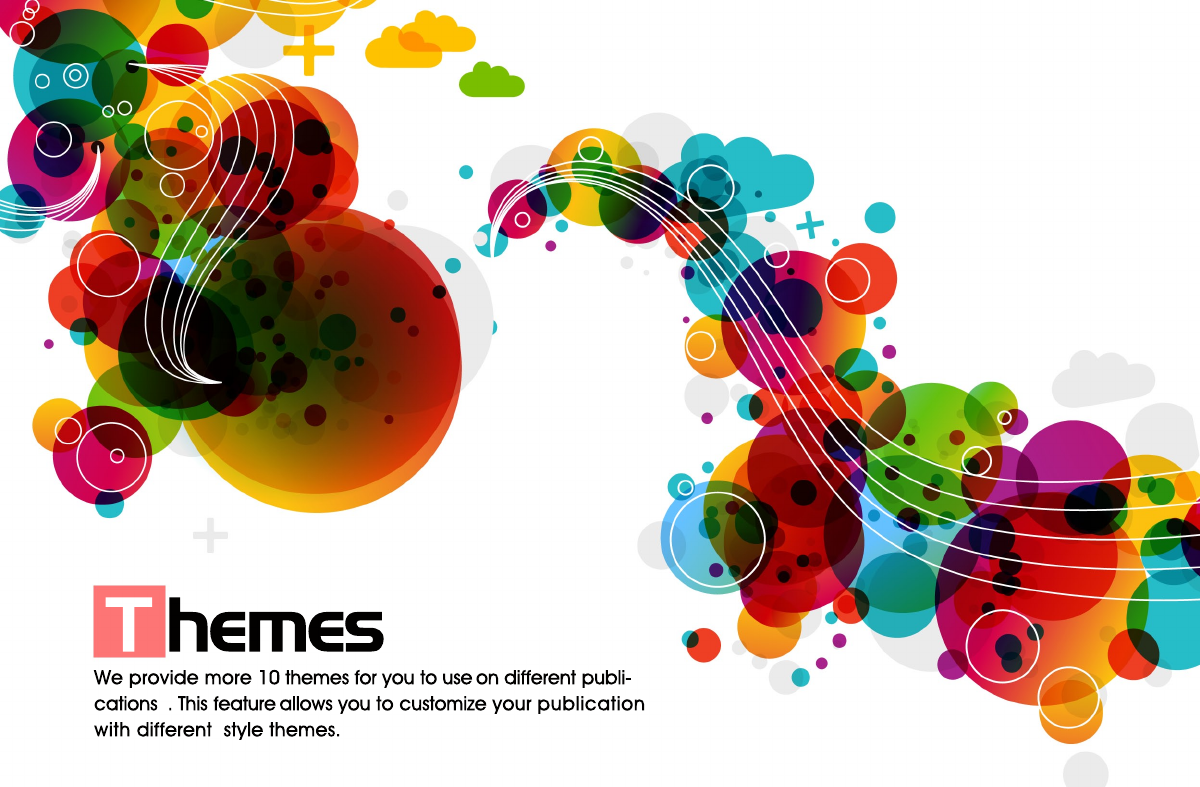 Themes
We provide more 10 themes for you to use on different publi-
cations  . This feature allows you to customize your publication
with different  style themes.